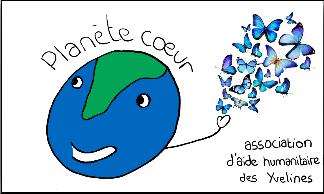 Planète cœur
association
d'aide humanitaire
des Yvelines